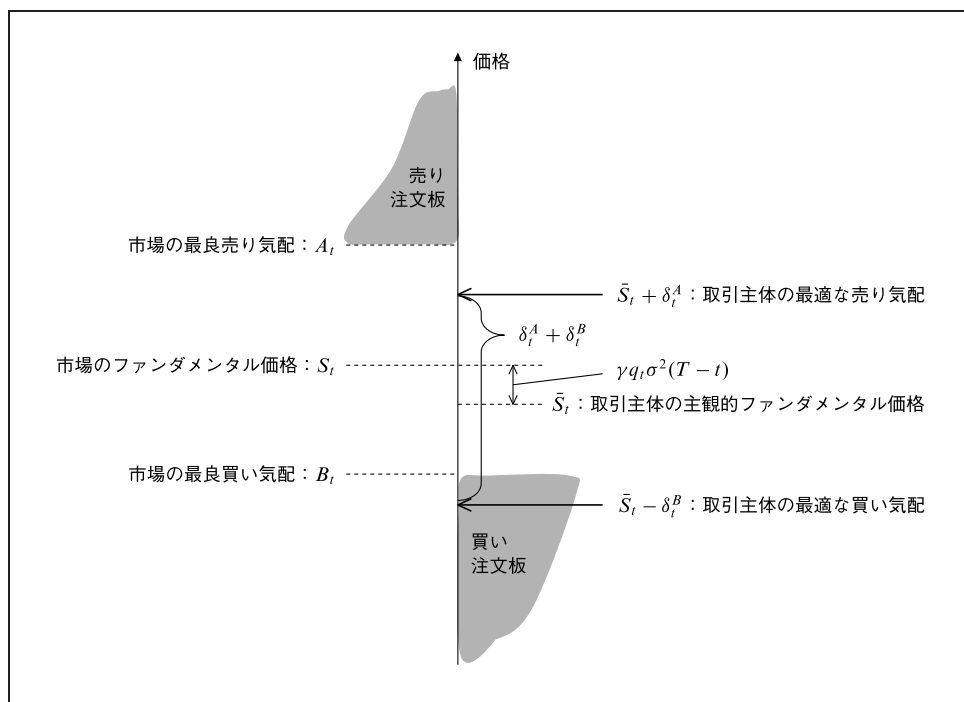 価格
売り
注文板
市場の最良売り気配：A_t
S̄_t + δ_t^A：取引主体の最適な売り気配
δ_t^A + δ_t^B
市場のファンダメンタル価格：S_t
γq_tσ²(T − t)
S̄_t：取引主体の主観的ファンダメンタル価格
市場の最良買い気配：B_t
S̄_t − δ_t^B：取引主体の最適な買い気配
買い
注文板